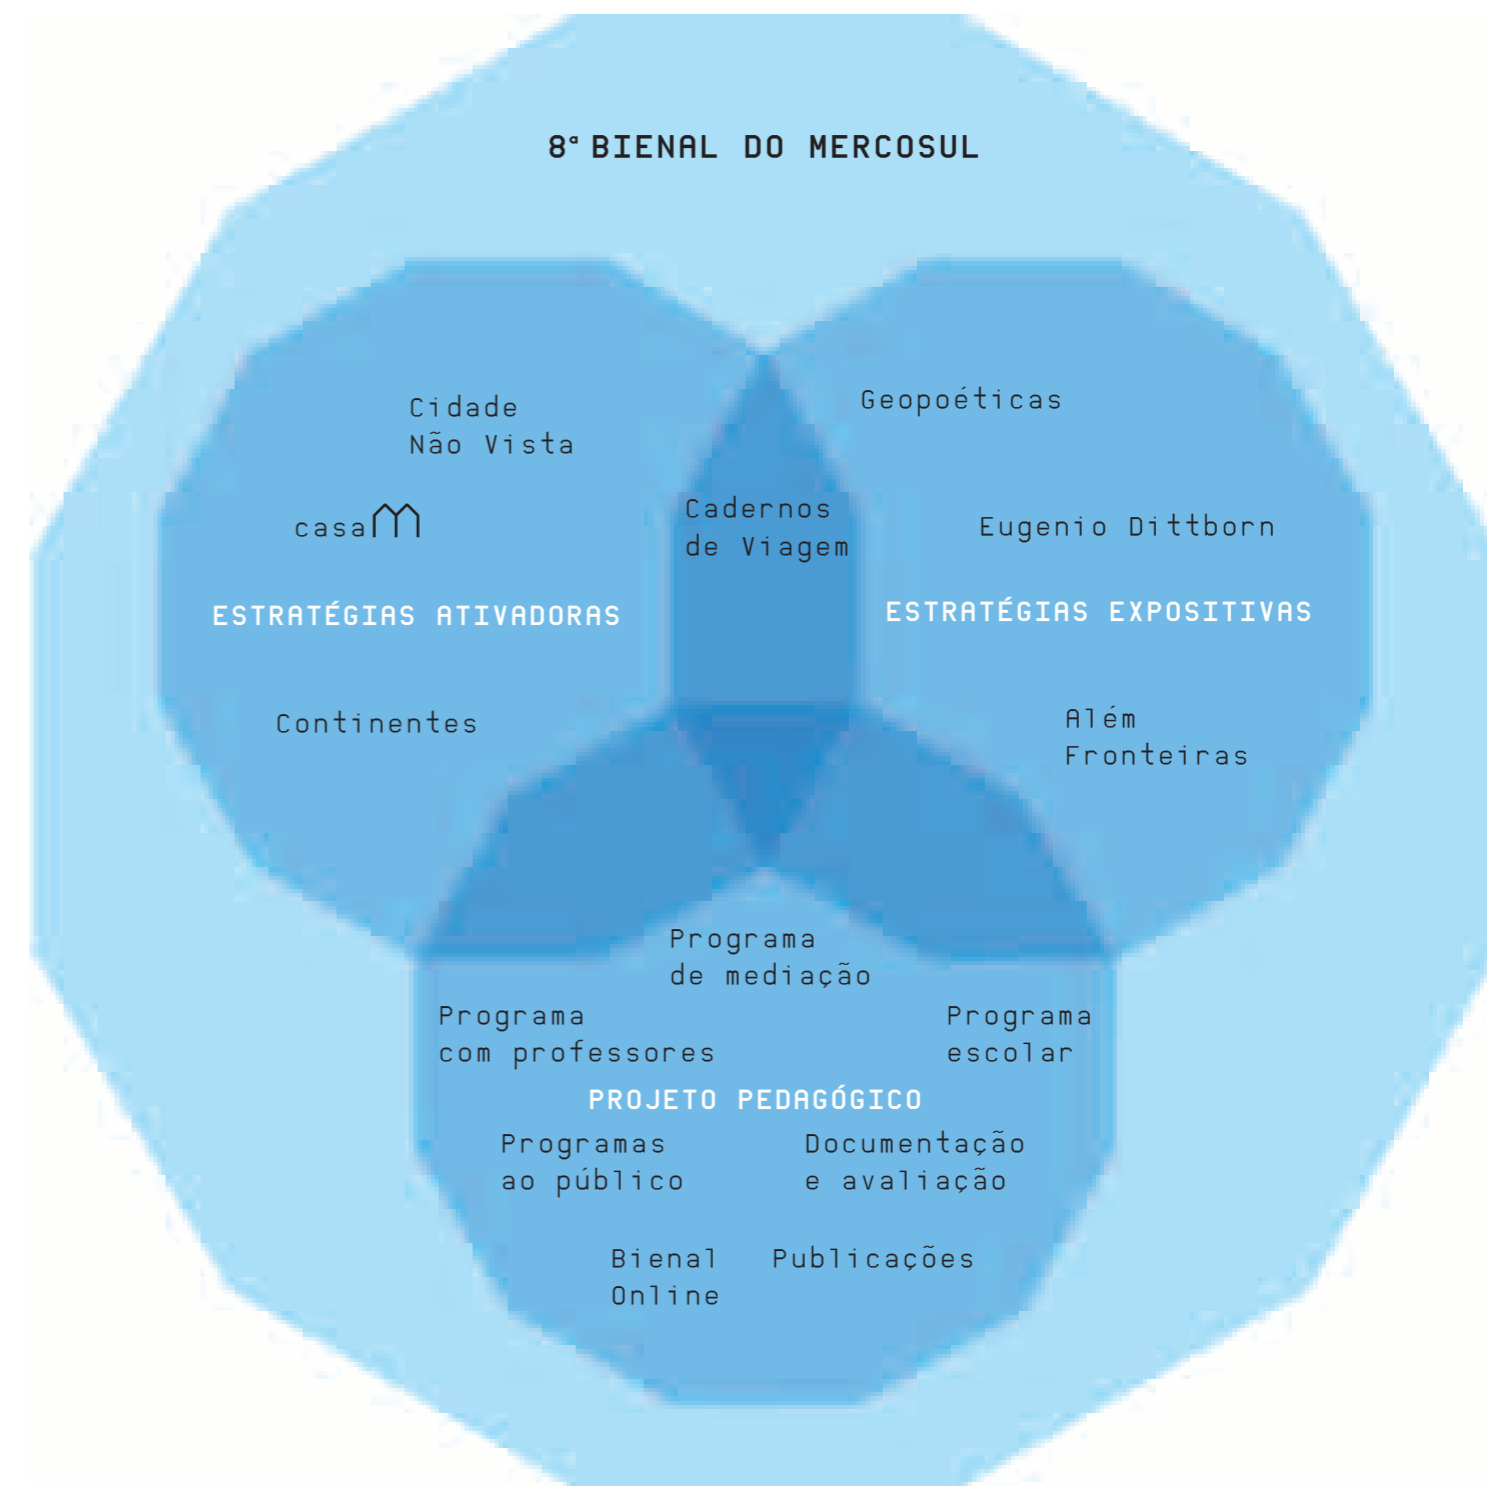 8ª BIENAL DO MERCOSUL
Cidade
Não Vista
Geopoéticas
casa M
Cadernos
de Viagem
Eugenio Dittborn
ESTRATÉGIAS ATIVADORAS
ESTRATÉGIAS EXPOSITIVAS
Continentes
Além
Fronteiras
Programa
de mediação
Programa
com professores
Programa
escolar
PROJETO PEDAGÓGICO
Programas
ao público
Documentação
e avaliação
Bienal
Online
Publicações